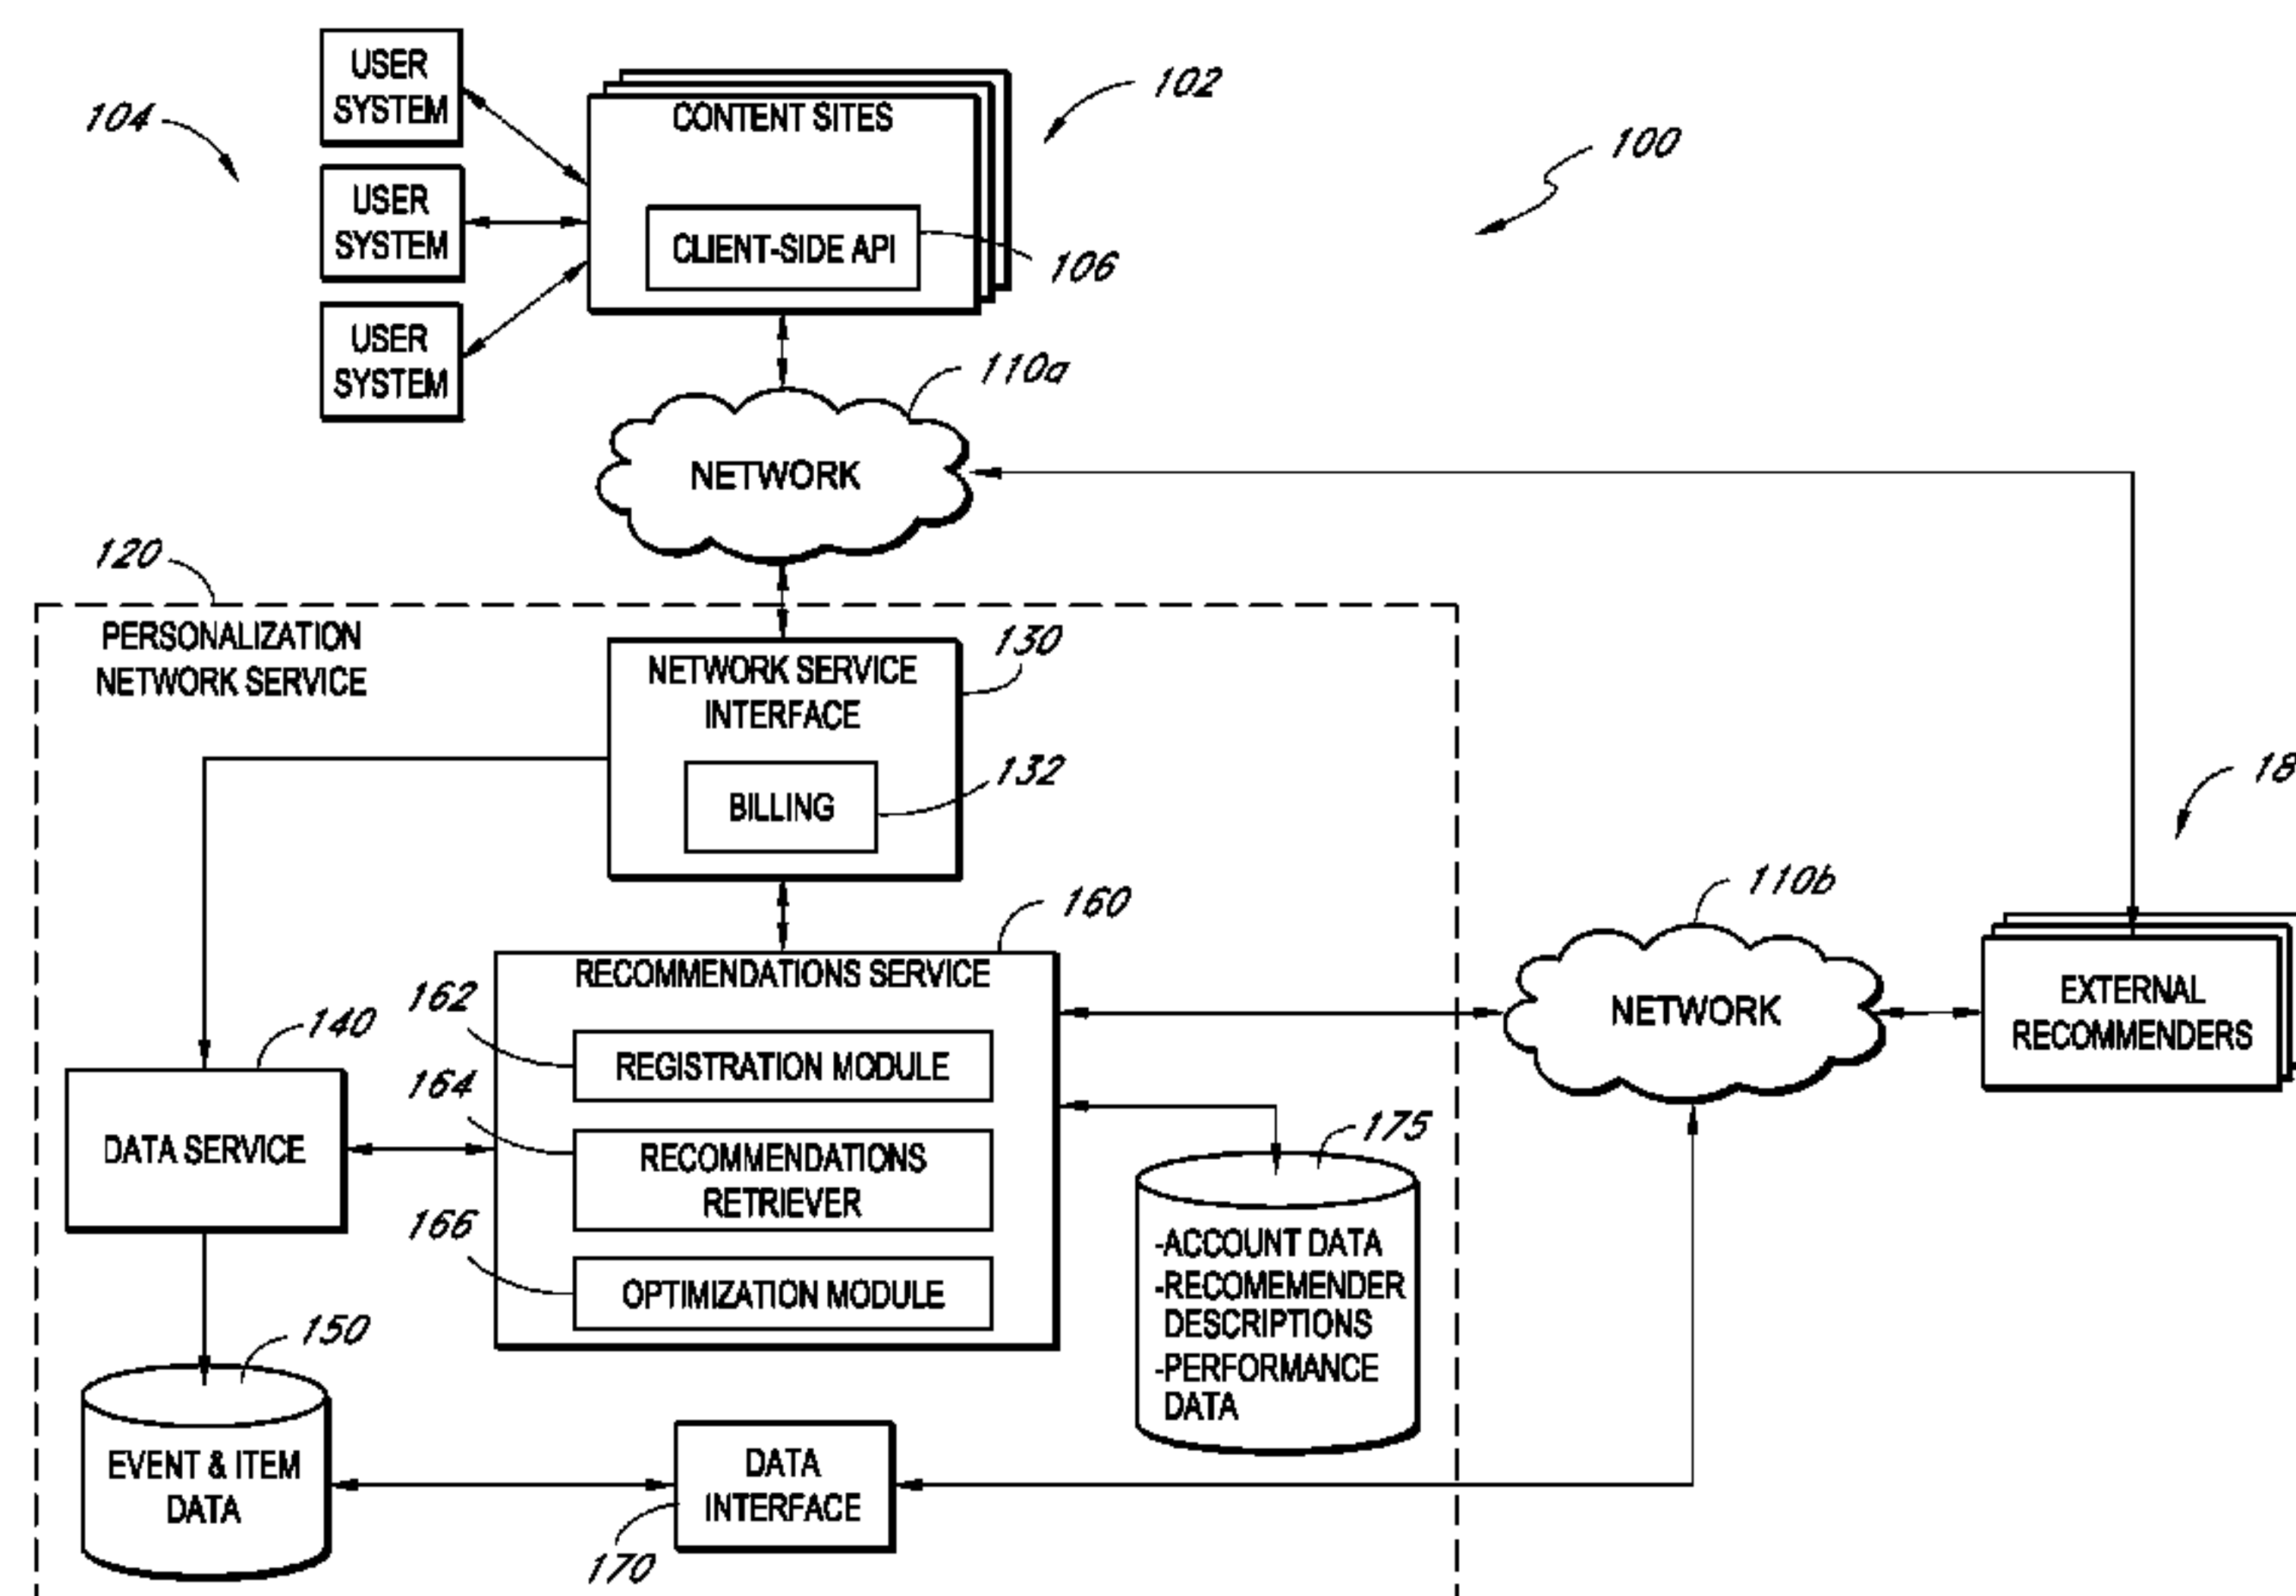 USER
SYSTEM
USER
SYSTEM
USER
SYSTEM
104
CONTENT SITES
CLIENT-SIDE API
102
106
100
110a
NETWORK
120
PERSONALIZATION
NETWORK SERVICE
NETWORK SERVICE
INTERFACE
130
BILLING
132
18
160
RECOMMENDATIONS SERVICE
162
REGISTRATION MODULE
164
RECOMMENDATIONS
RETRIEVER
166
OPTIMIZATION MODULE
140
DATA SERVICE
110b
NETWORK
EXTERNAL
RECOMMENDERS
175
-ACCOUNT DATA
-RECOMEMENDER
DESCRIPTIONS
-PERFORMANCE
DATA
150
EVENT & ITEM
DATA
DATA
INTERFACE
170